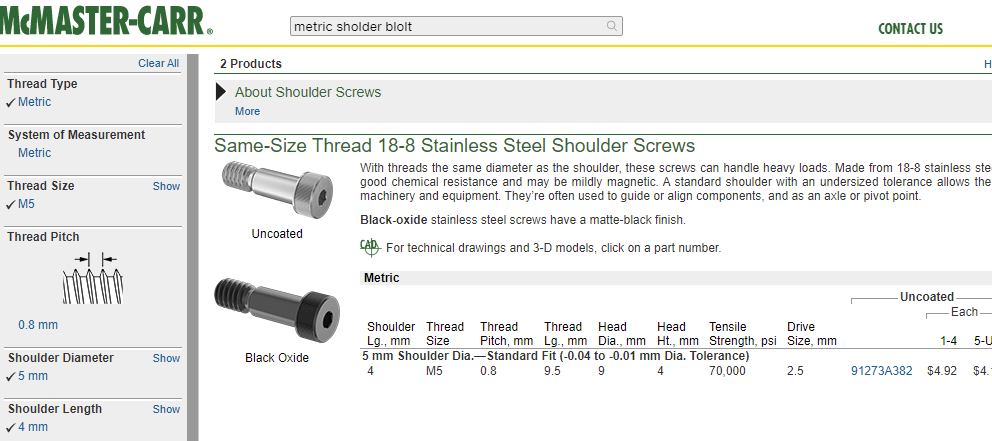 McMASTER-CARR®
metric sholder blolt
CONTACT US
Clear All
Thread Type
Metric
System of Measurement
Metric
Thread Size Show
M5
Thread Pitch
0.8 mm
Shoulder Diameter Show
5 mm
Shoulder Length Show
4 mm
2 Products
H
About Shoulder Screws
More
Same-Size Thread 18-8 Stainless Steel Shoulder Screws
Uncoated
Black Oxide
With threads the same diameter as the shoulder, these screws can handle heavy loads. Made from 18-8 stainless stee
good chemical resistance and may be mildly magnetic. A standard shoulder with an undersized tolerance allows the
machinery and equipment. They're often used to guide or align components, and as an axle or pivot point.
Black-oxide stainless steel screws have a matte-black finish.
CAD For technical drawings and 3-D models, click on a part number.
Metric
Uncoated
Each
Shoulder Thread Thread Thread Head Head Tensile Drive
Lg., mm Size Pitch, mm Lg., mm Dia., mm Ht., mm Strength, psi Size, mm 1-4 5-U
5 mm Shoulder Dia.—Standard Fit (-0.04 to -0.01 mm Dia. Tolerance)
4 M5 0.8 9.5 9 4 70,000 2.5 91273A382 $4.92 $4.